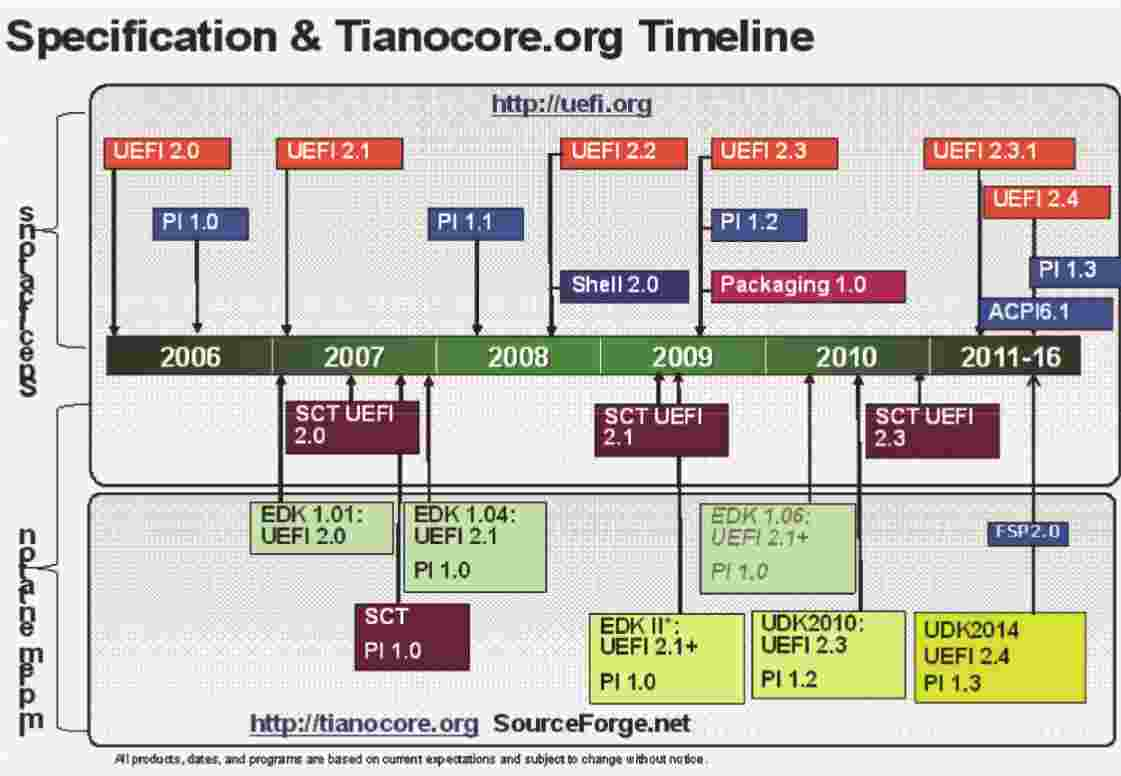 Specification & Tianocore.org Timeline
http://uefi.org
UEFI 2.0
UEFI 2.1
UEFI 2.2
UEFI 2.3
UEFI 2.3.1
UEFI 2.4
PI 1.0
PI 1.1
PI 1.2
PI 1.3
Shell 2.0
Packaging 1.0
ACPI6.1
2006
2007
2008
2009
2010
2011-16
SCT UEFI
2.0
SCT UEFI
2.1
SCT UEFI
2.3
EDK 1.01:
UEFI 2.0
EDK 1.04:
UEFI 2.1
PI 1.0
EDK 1.06:
UEFI 2.1+
PI 1.0
FSP2.0
SCT
PI 1.0
EDK II*:
UEFI 2.1+
PI 1.0
UDK2010:
UEFI 2.3
PI 1.2
UDK2014
UEFI 2.4
PI 1.3
http://tianocore.org SourceForge.net
All products, dates, and programs are based on current expectations and subject to change without notice.